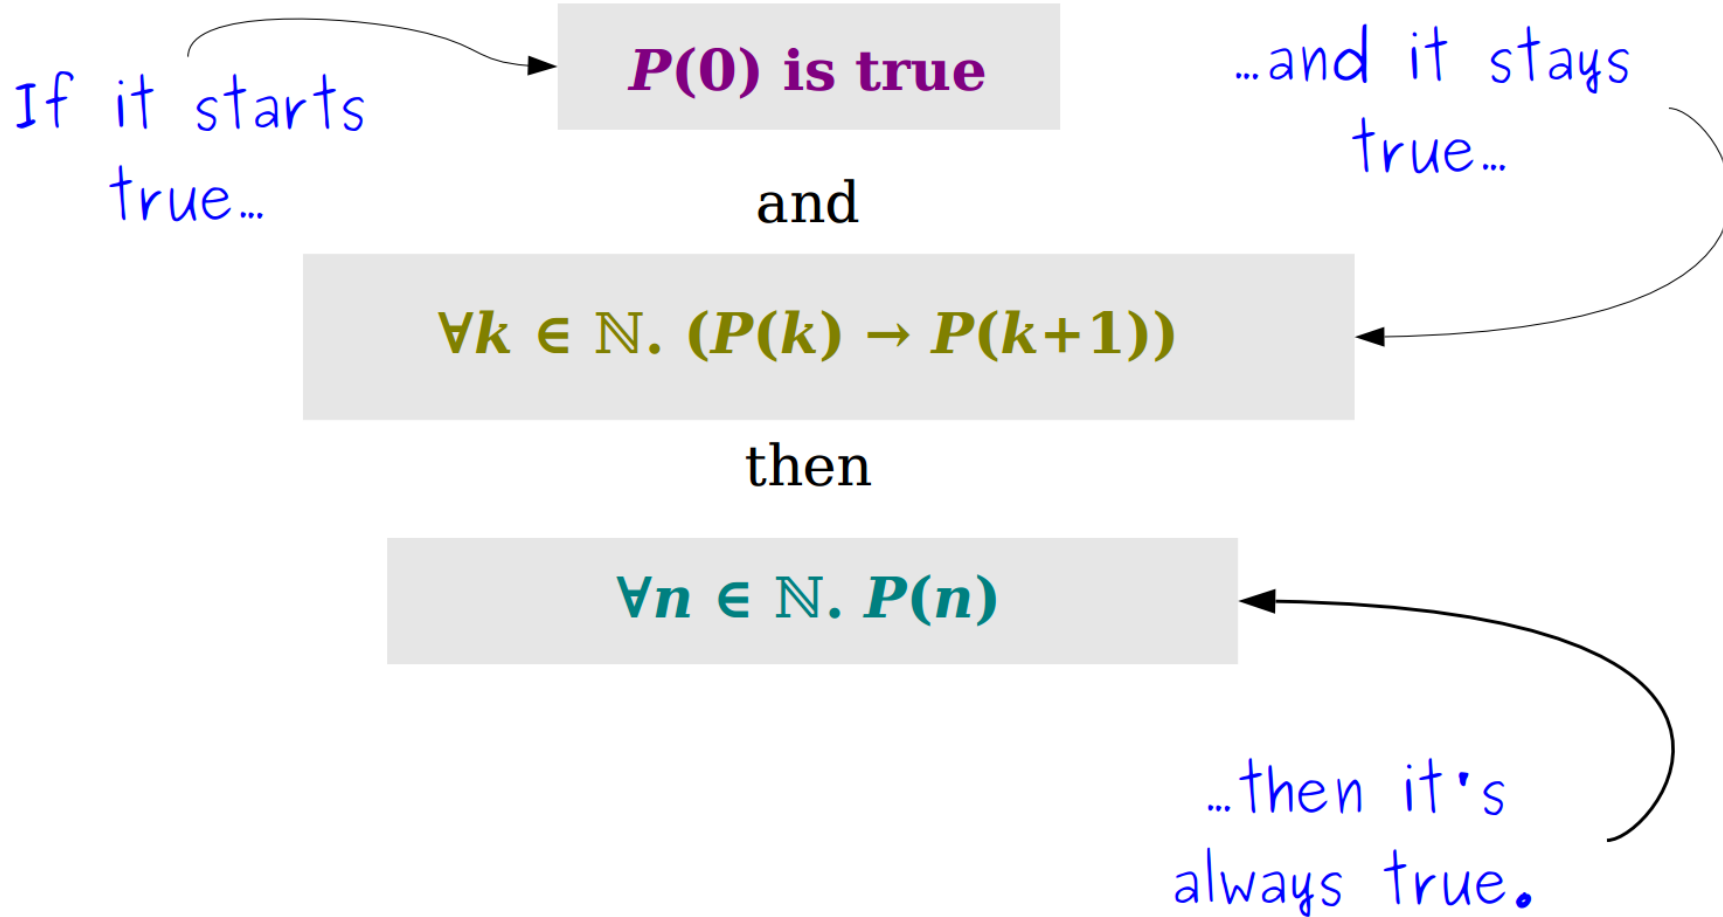 If it starts
true...
P(0) is true
...and it stays
true...
and
∀k ∈ ℕ. (P(k) → P(k+1))
then
∀n ∈ ℕ. P(n)
...then it's
always true.